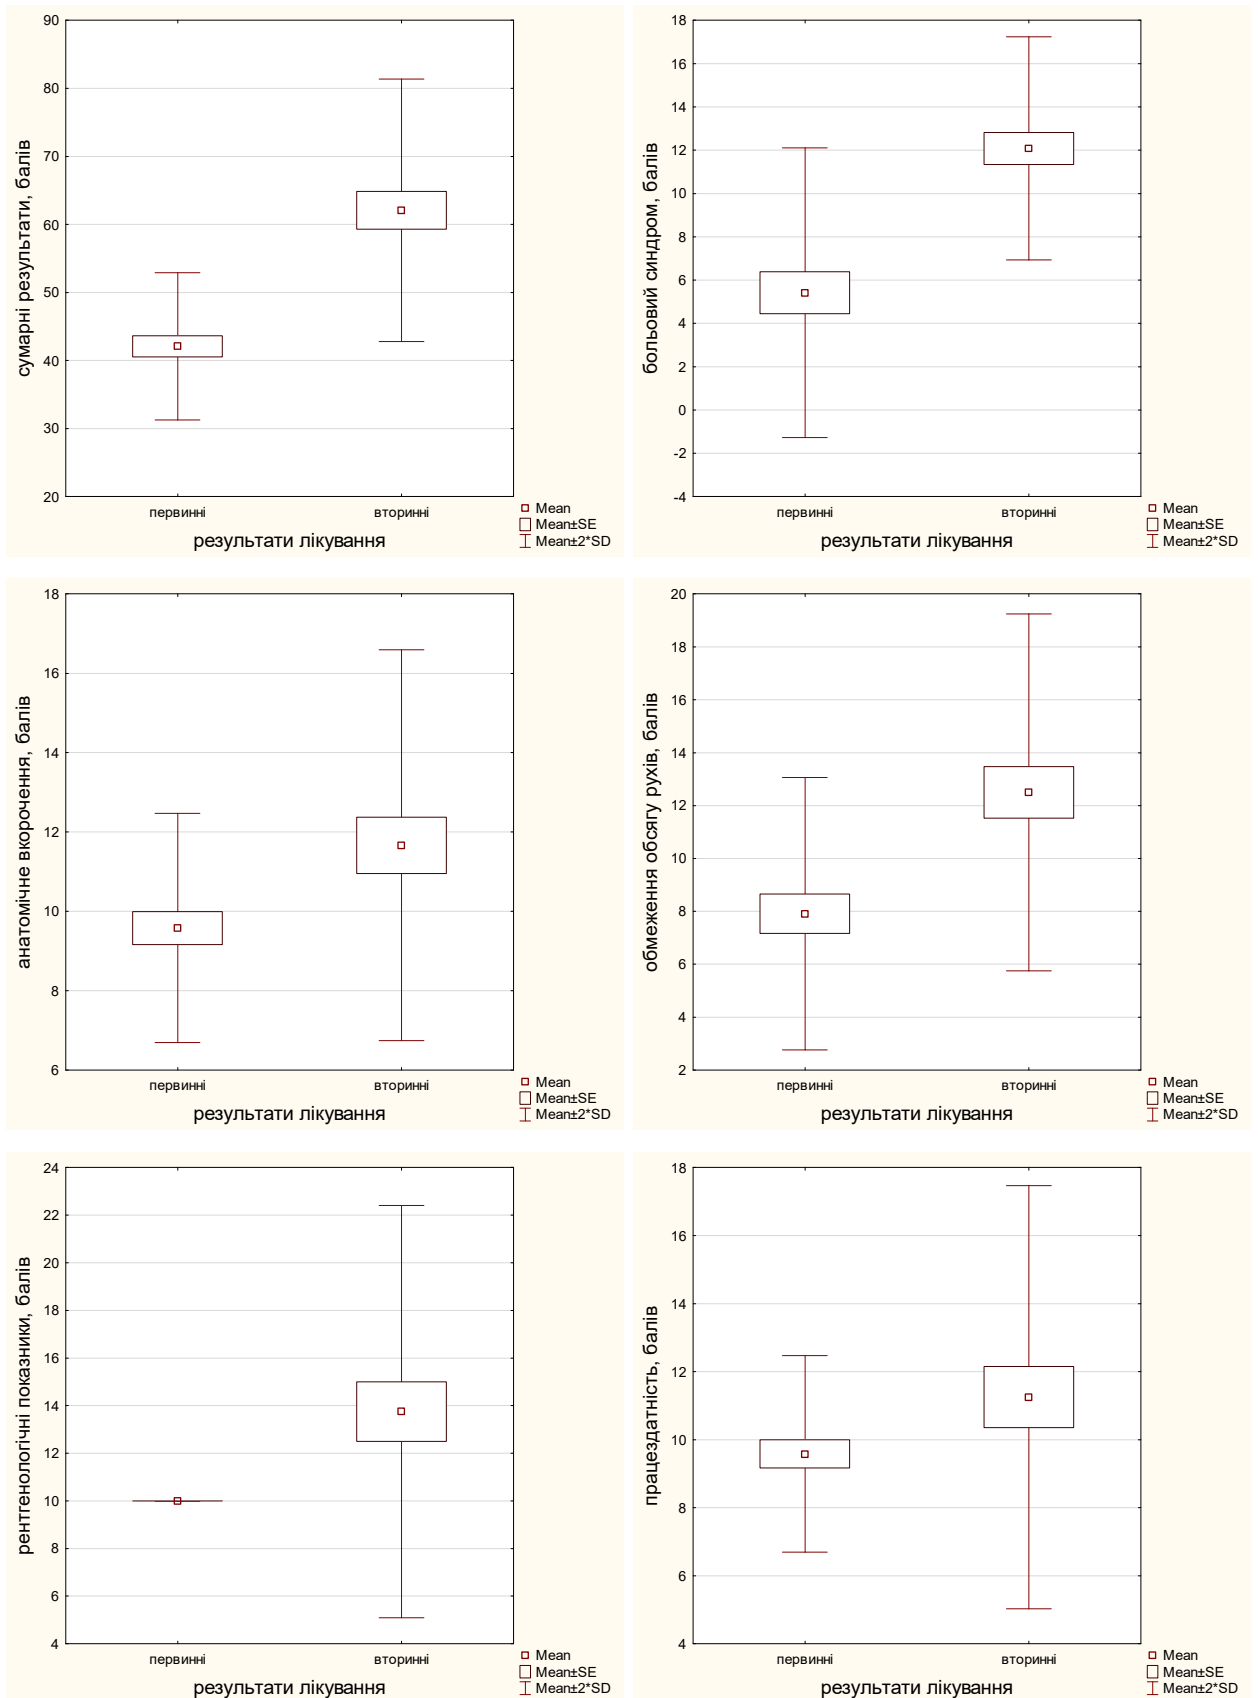 сумарні результати, балів
90
80
70
60
50
40
30
20
первинні
вторинні
результати лікування
Mean
Mean±SE
Mean±2*SD
больовий синдром, балів
18
16
14
12
10
8
6
4
2
0
-2
-4
первинні
вторинні
результати лікування
Mean
Mean±SE
Mean±2*SD
анатомічне вкорочення, балів
18
16
14
12
10
8
6
первинні
вторинні
результати лікування
Mean
Mean±SE
Mean±2*SD
обмеження обсягу рухів, балів
20
18
16
14
12
10
8
6
4
2
первинні
вторинні
результати лікування
Mean
Mean±SE
Mean±2*SD
рентгенологічні показники, балів
24
22
20
18
16
14
12
10
8
6
4
первинні
вторинні
результати лікування
Mean
Mean±SE
Mean±2*SD
працездатність, балів
18
16
14
12
10
8
6
4
первинні
вторинні
результати лікування
Mean
Mean±SE
Mean±2*SD